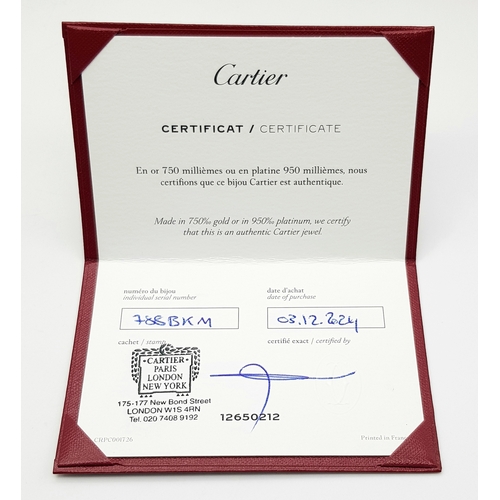 Cartier
CERTIFICAT / CERTIFICATE
En or 750 millièmes ou en platine 950 millièmes, nous
certifions que ce bijou Cartier est authentique.
Made in 750‰ gold or in 950‰ platinum, we certify
that this is an authentic Cartier jewel.
numéro du bijou
individual serial number
date d'achat
date of purchase
788BKM
03.12.2024
cachet / stamp
certifié exact / certified by
CARTIER
PARIS
LONDON
NEW YORK
175-177 New Bond Street
LONDON W1S 4RN
Tel. 020 7408 9192
12650212
CRPC001720
Printed in France